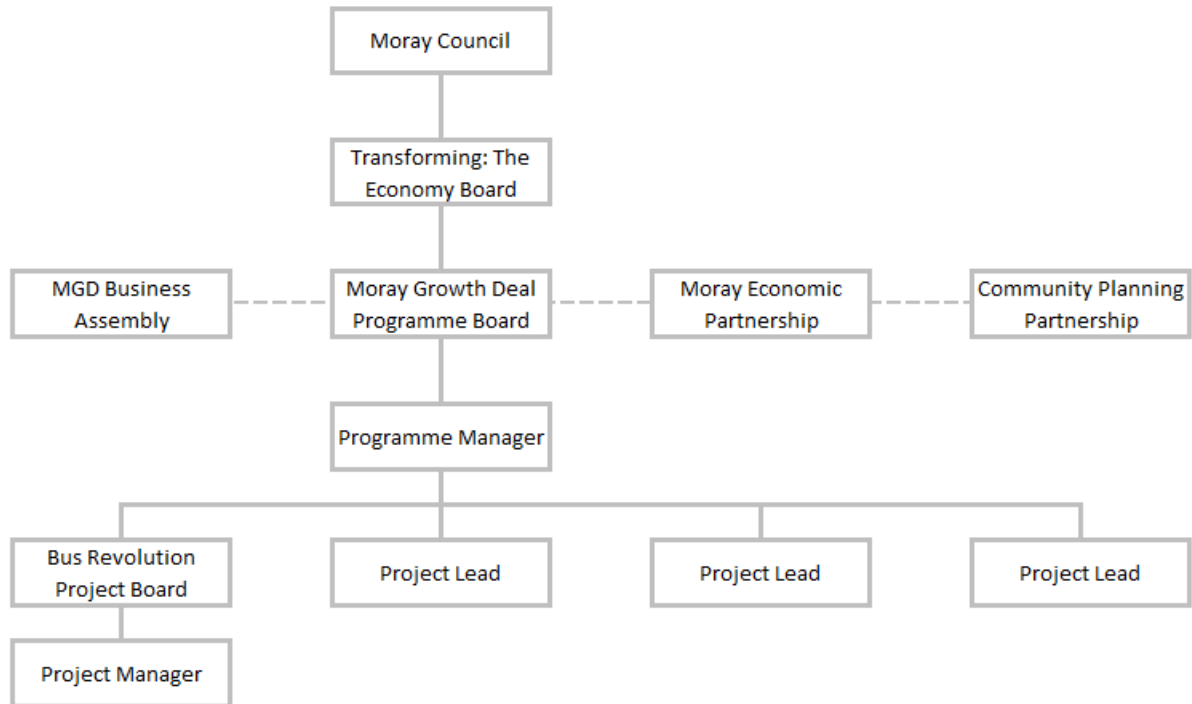 Moray Council
Transforming: The
Economy Board
MGD Business
Assembly
Moray Growth Deal
Programme Board
Moray Economic
Partnership
Community Planning
Partnership
Programme Manager
Bus Revolution
Project Board
Project Lead
Project Lead
Project Lead
Project Manager